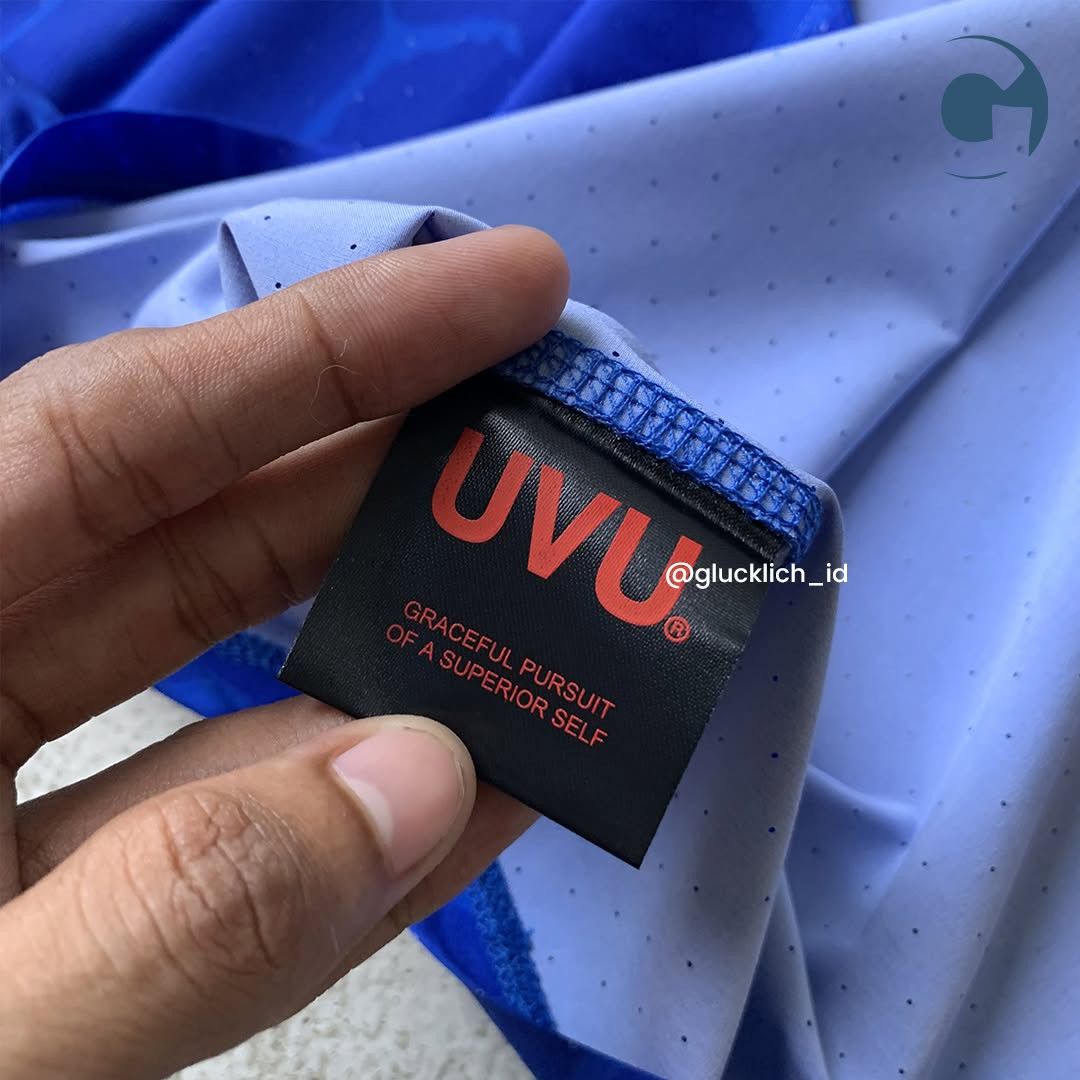 UVU®
@glucklich_id
GRACEFUL PURSUIT
OF A SUPERIOR SELF